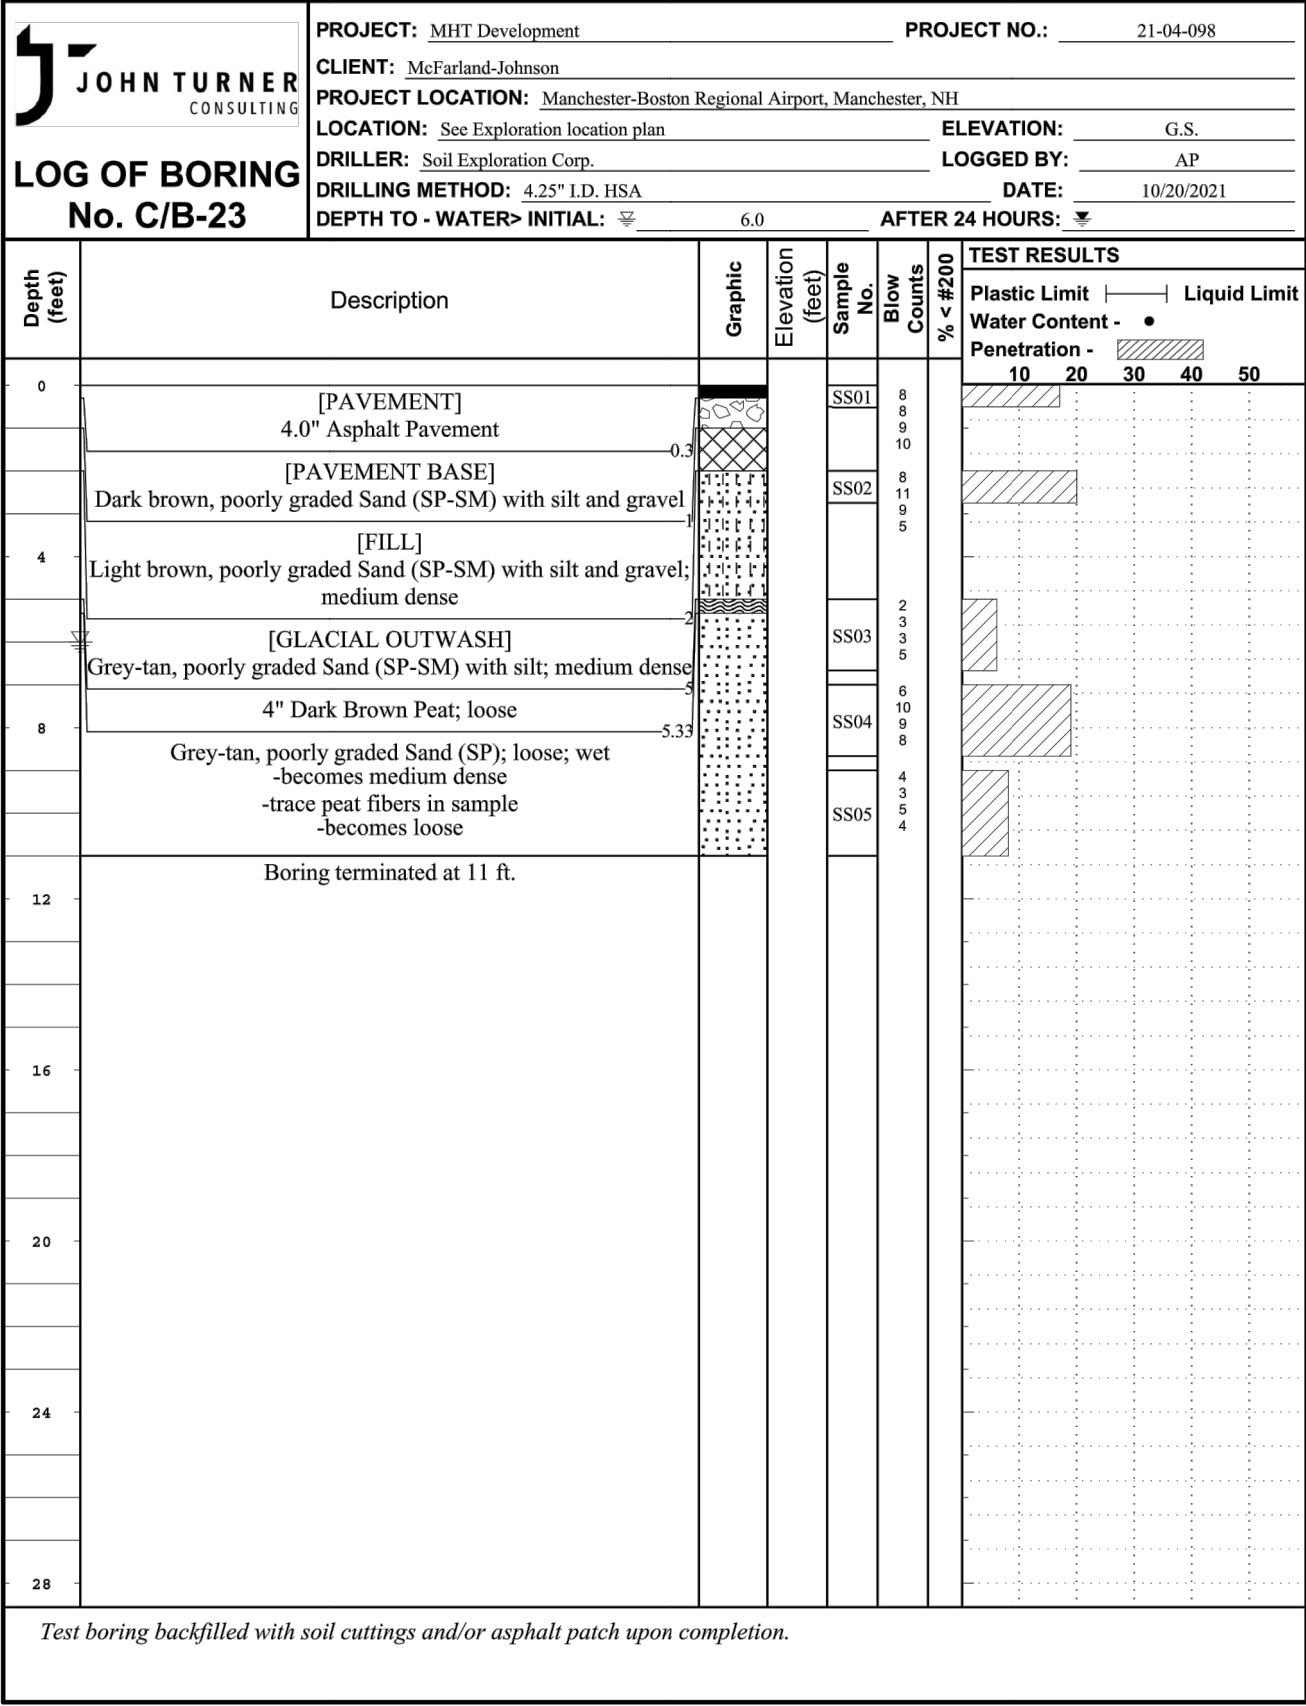 JOHN TURNER
CONSULTING
LOG OF BORING
No. C/B-23
PROJECT: MHT Development PROJECT NO.: 21-04-098
CLIENT: McFarland-Johnson
PROJECT LOCATION: Manchester-Boston Regional Airport, Manchester, NH
LOCATION: See Exploration location plan ELEVATION: G.S.
DRILLER: Soil Exploration Corp. LOGGED BY: AP
DRILLING METHOD: 4.25" I.D. HSA DATE: 10/20/2021
DEPTH TO - WATER> INITIAL: 6.0 AFTER 24 HOURS:
Depth (feet)
Description
Graphic
Elevation (feet)
Sample No.
Blow Counts
% < #200
TEST RESULTS
Plastic Limit Liquid Limit
Water Content - ●
Penetration -
10 20 30 40 50
0
[PAVEMENT]
4.0" Asphalt Pavement
0.3
SS01
8
8
9
10
[PAVEMENT BASE]
Dark brown, poorly graded Sand (SP-SM) with silt and gravel
1
SS02
8
11
9
5
4
[FILL]
Light brown, poorly graded Sand (SP-SM) with silt and gravel;
medium dense
2
[GLACIAL OUTWASH]
Grey-tan, poorly graded Sand (SP-SM) with silt; medium dense
5
SS03
2
3
3
5
4" Dark Brown Peat; loose
5.33
8
SS04
6
10
9
8
Grey-tan, poorly graded Sand (SP); loose; wet
-becomes medium dense
-trace peat fibers in sample
-becomes loose
SS05
4
3
5
4
Boring terminated at 11 ft.
12
16
20
24
28
Test boring backfilled with soil cuttings and/or asphalt patch upon completion.